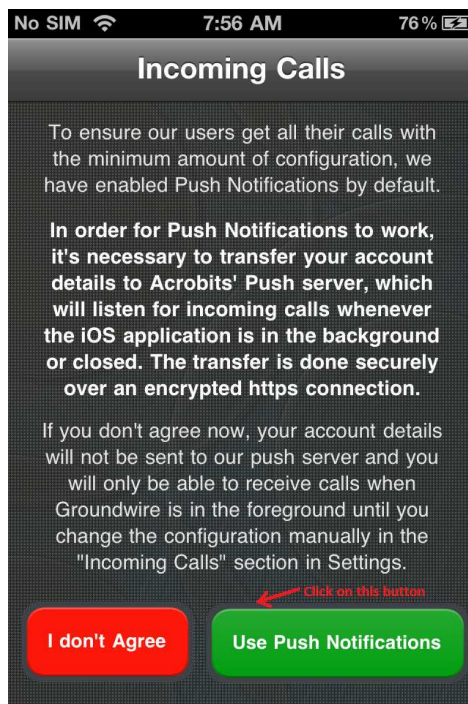 No SIM 7:56 AM 76%
Incoming Calls
To ensure our users get all their calls with
the minimum amount of configuration, we
have enabled Push Notifications by default.
In order for Push Notifications to work,
it's necessary to transfer your account
details to Acrobits' Push server, which
will listen for incoming calls whenever
the iOS application is in the background
or closed. The transfer is done securely
over an encrypted https connection.
If you don't agree now, your account details
will not be sent to our push server and you
will only be able to receive calls when
Groundwire is in the foreground until you
change the configuration manually in the
"Incoming Calls" section in Settings.
Click on this button
I don't Agree Use Push Notifications